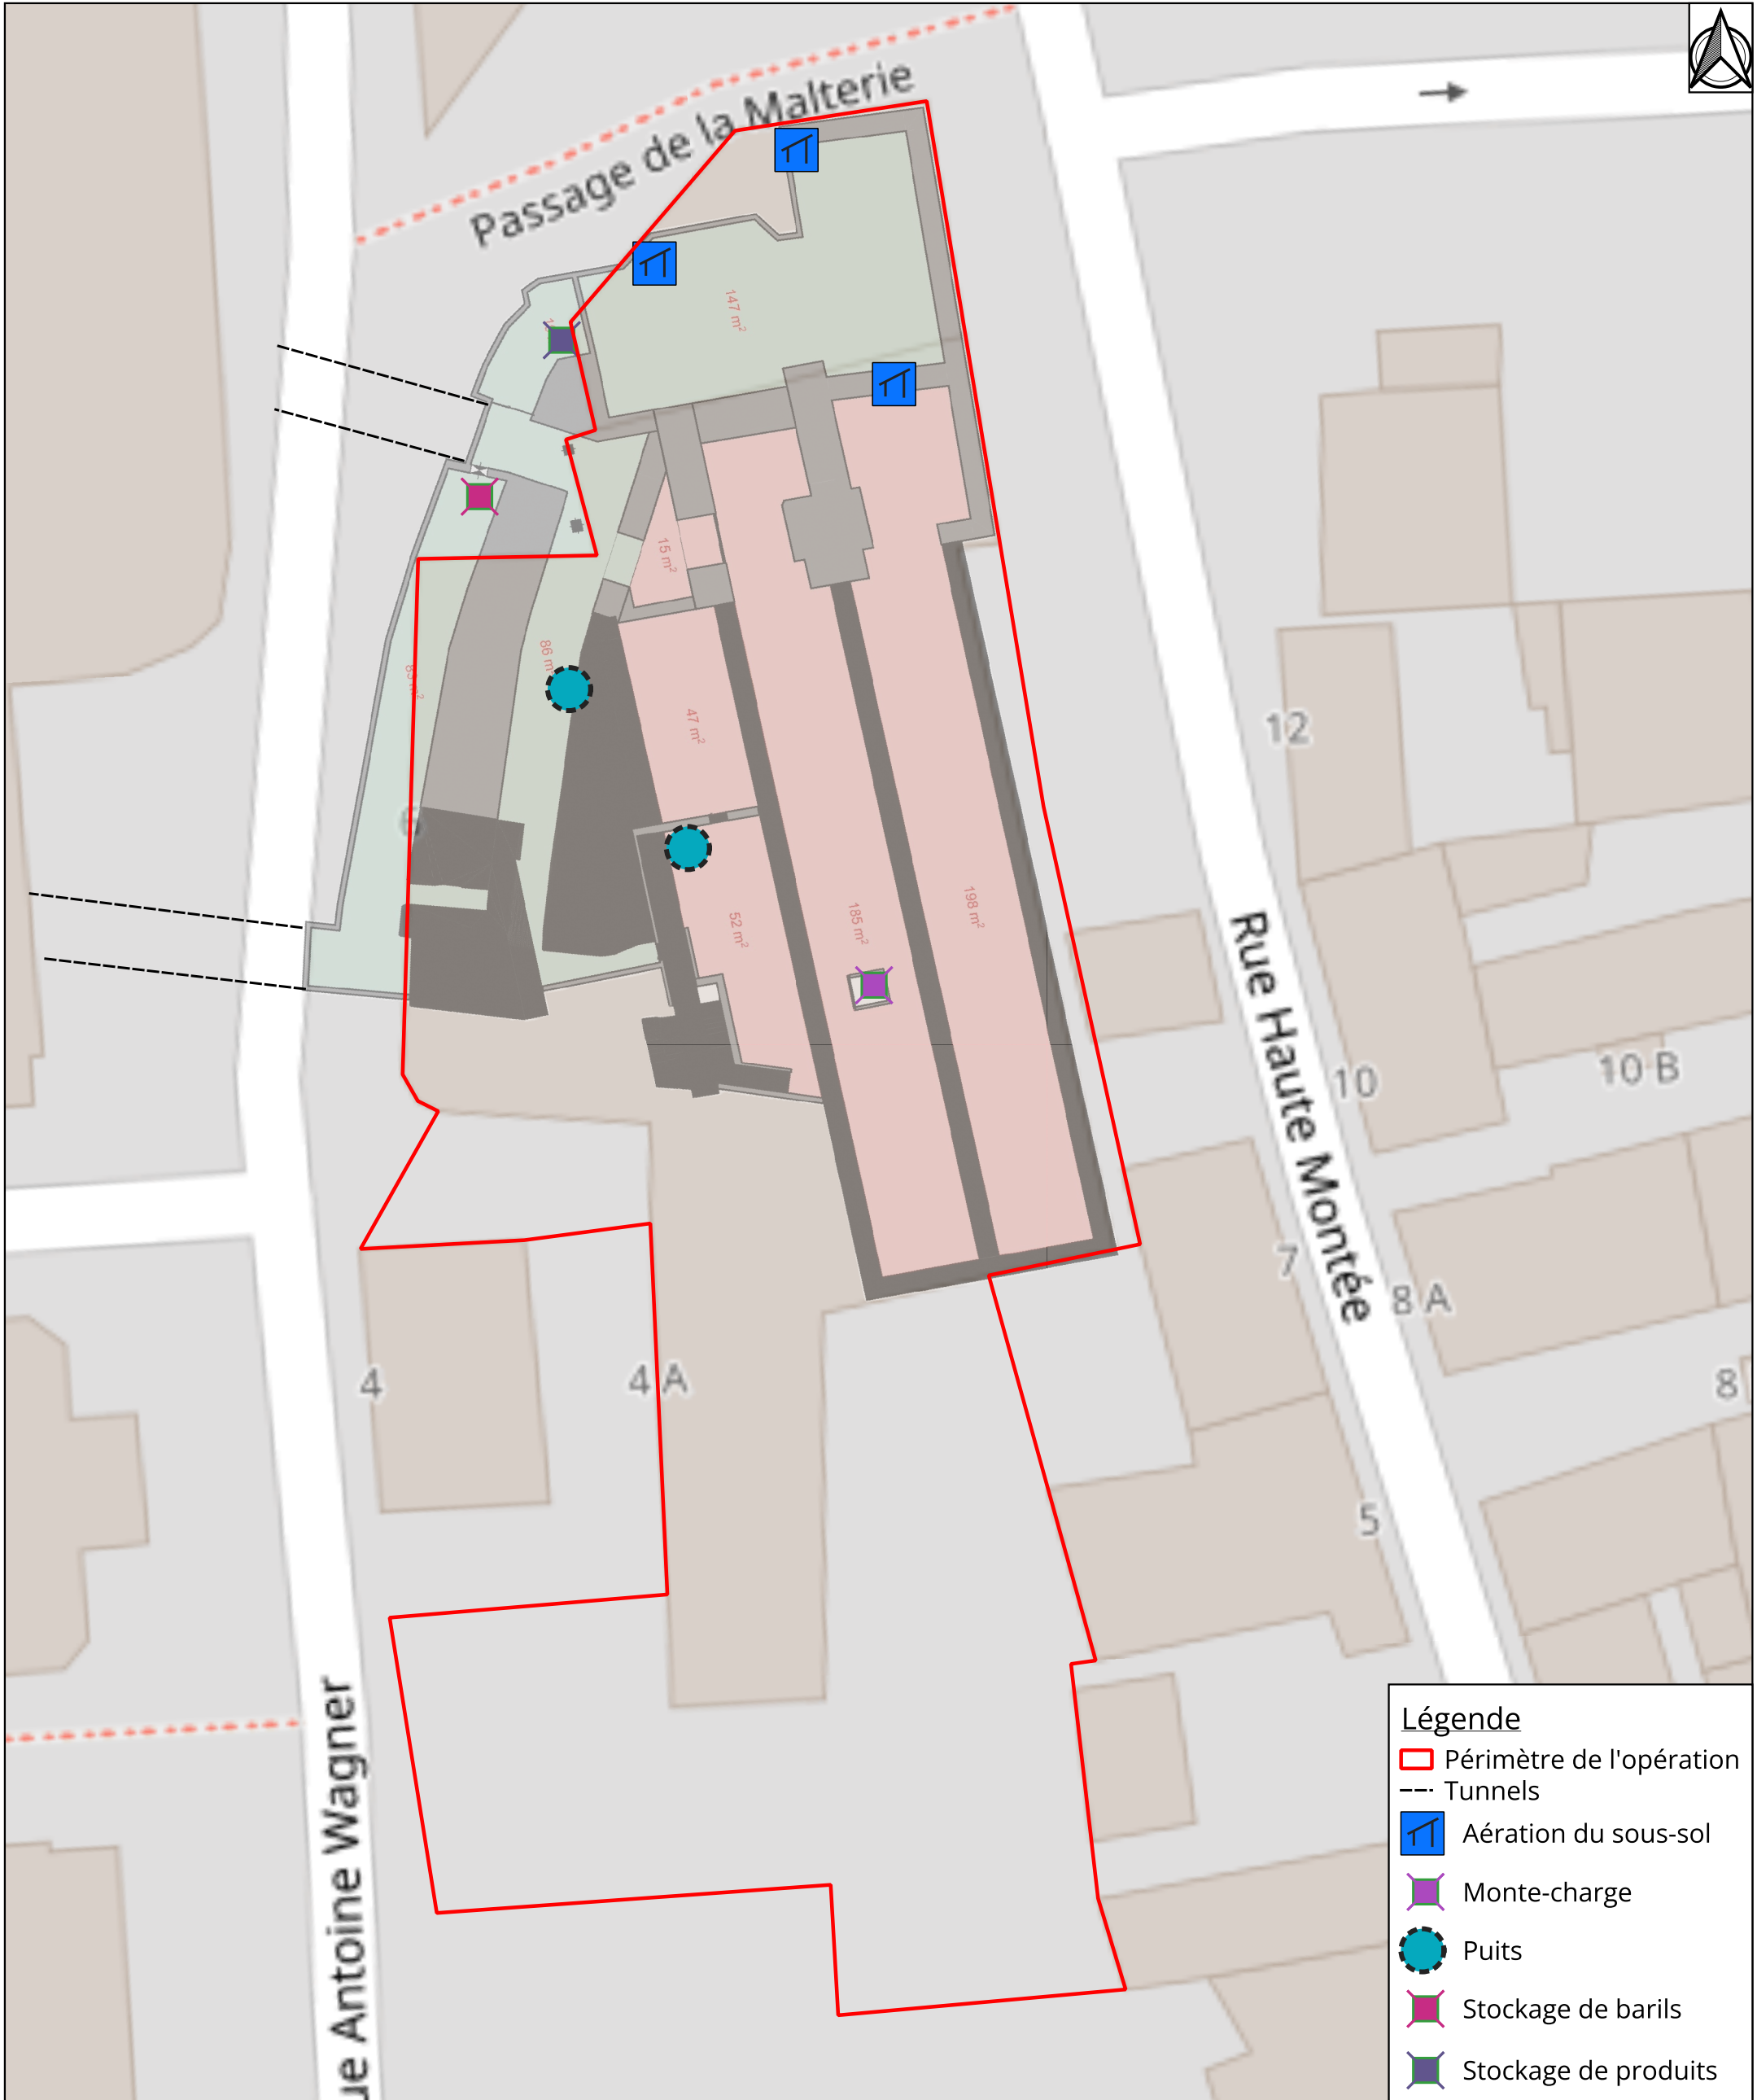 Passage de la Malterie
147 m²
15 m²
86 m
83 m²
47 m²
6
52 m²
185 m²
198 m²
12
10
10 B
Rue Haute Montée
7
8 A
4
4 A
8
5
ue Antoine Wagner
Légende
Périmètre de l'opération
Tunnels
Aération du sous-sol
Monte-charge
Puits
Stockage de barils
Stockage de produits